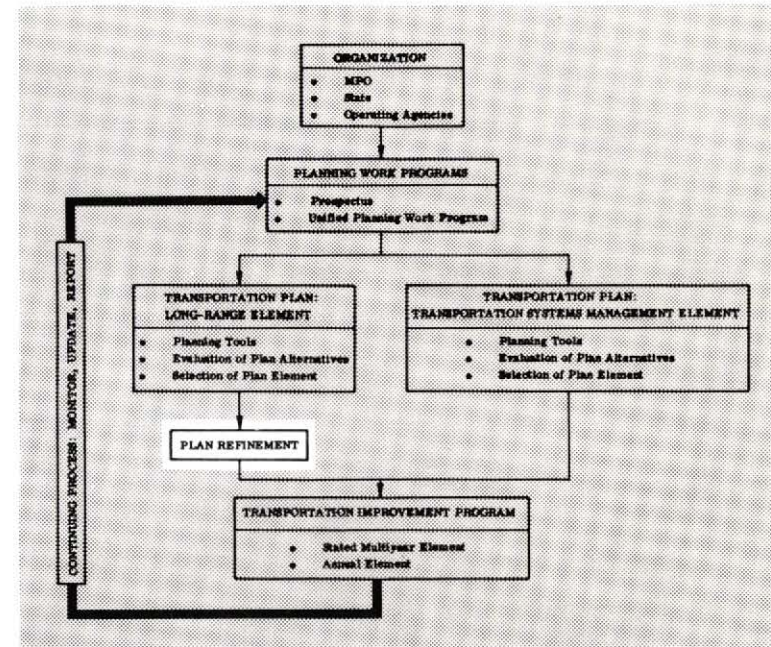 ORGANIZATION
• MPO
• State
• Operating Agencies
PLANNING WORK PROGRAMS
• Prospectus
• Unified Planning Work Program
TRANSPORTATION PLAN:
LONG-RANGE ELEMENT
• Planning Tools
• Evaluation of Plan Alternatives
• Selection of Plan Element
TRANSPORTATION PLAN:
TRANSPORTATION SYSTEMS MANAGEMENT ELEMENT
• Planning Tools
• Evaluation of Plan Alternatives
• Selection of Plan Element
PLAN REFINEMENT
TRANSPORTATION IMPROVEMENT PROGRAM
• Stated Multiyear Element
• Annual Element
CONTINUING PROCESS: MONITOR, UPDATE, REPORT